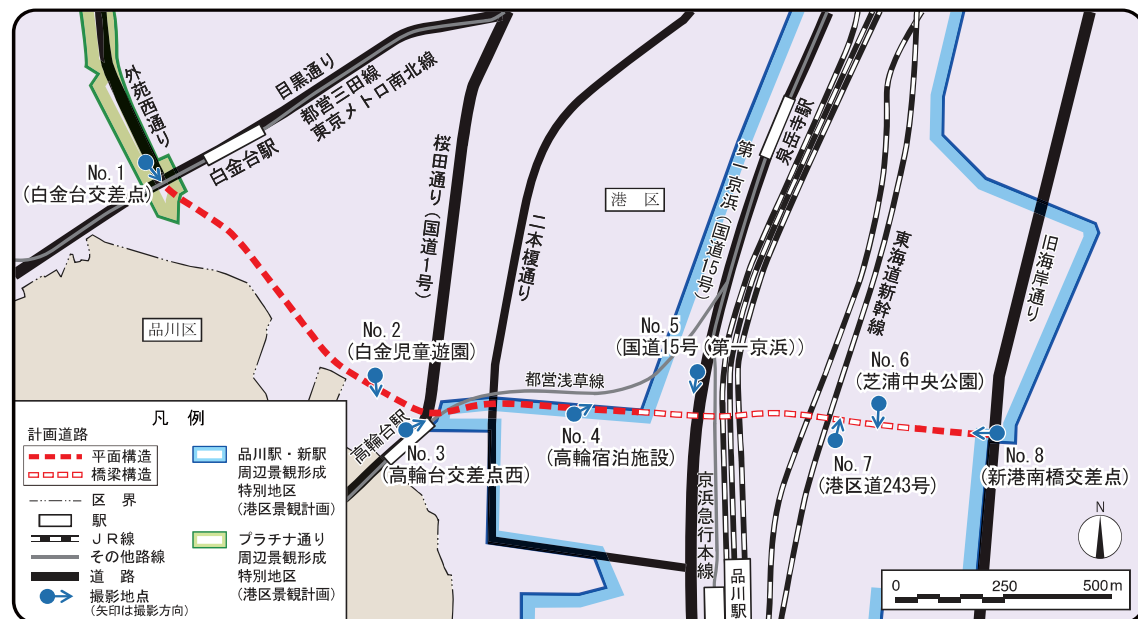 外苑西通り
目黒通り
都営三田線
東京メトロ南北線
白金台駅
No.1
(白金台交差点)
桜田通り(国道1号)
二本榎通り
港 区
第一京浜(国道15号)
泉岳寺駅
東海道新幹線
旧海岸通り
品川区
No.2
(白金児童遊園)
No.5
(国道15号(第一京浜))
No.6
(芝浦中央公園)
都営浅草線
高輪台駅
No.3
(高輪台交差点西)
No.4
(高輪宿泊施設)
No.7
(港区道243号)
No.8
(新港南橋交差点)
京浜急行本線
品川駅
凡 例
計画道路
平面構造
橋梁構造
区 界
駅
JR線
その他路線
道 路
撮影地点
(矢印は撮影方向)
品川駅・新駅
周辺景観形成
特別地区
(港区景観計画)
プラチナ通り
周辺景観形成
特別地区
(港区景観計画)
N
0 250 500m